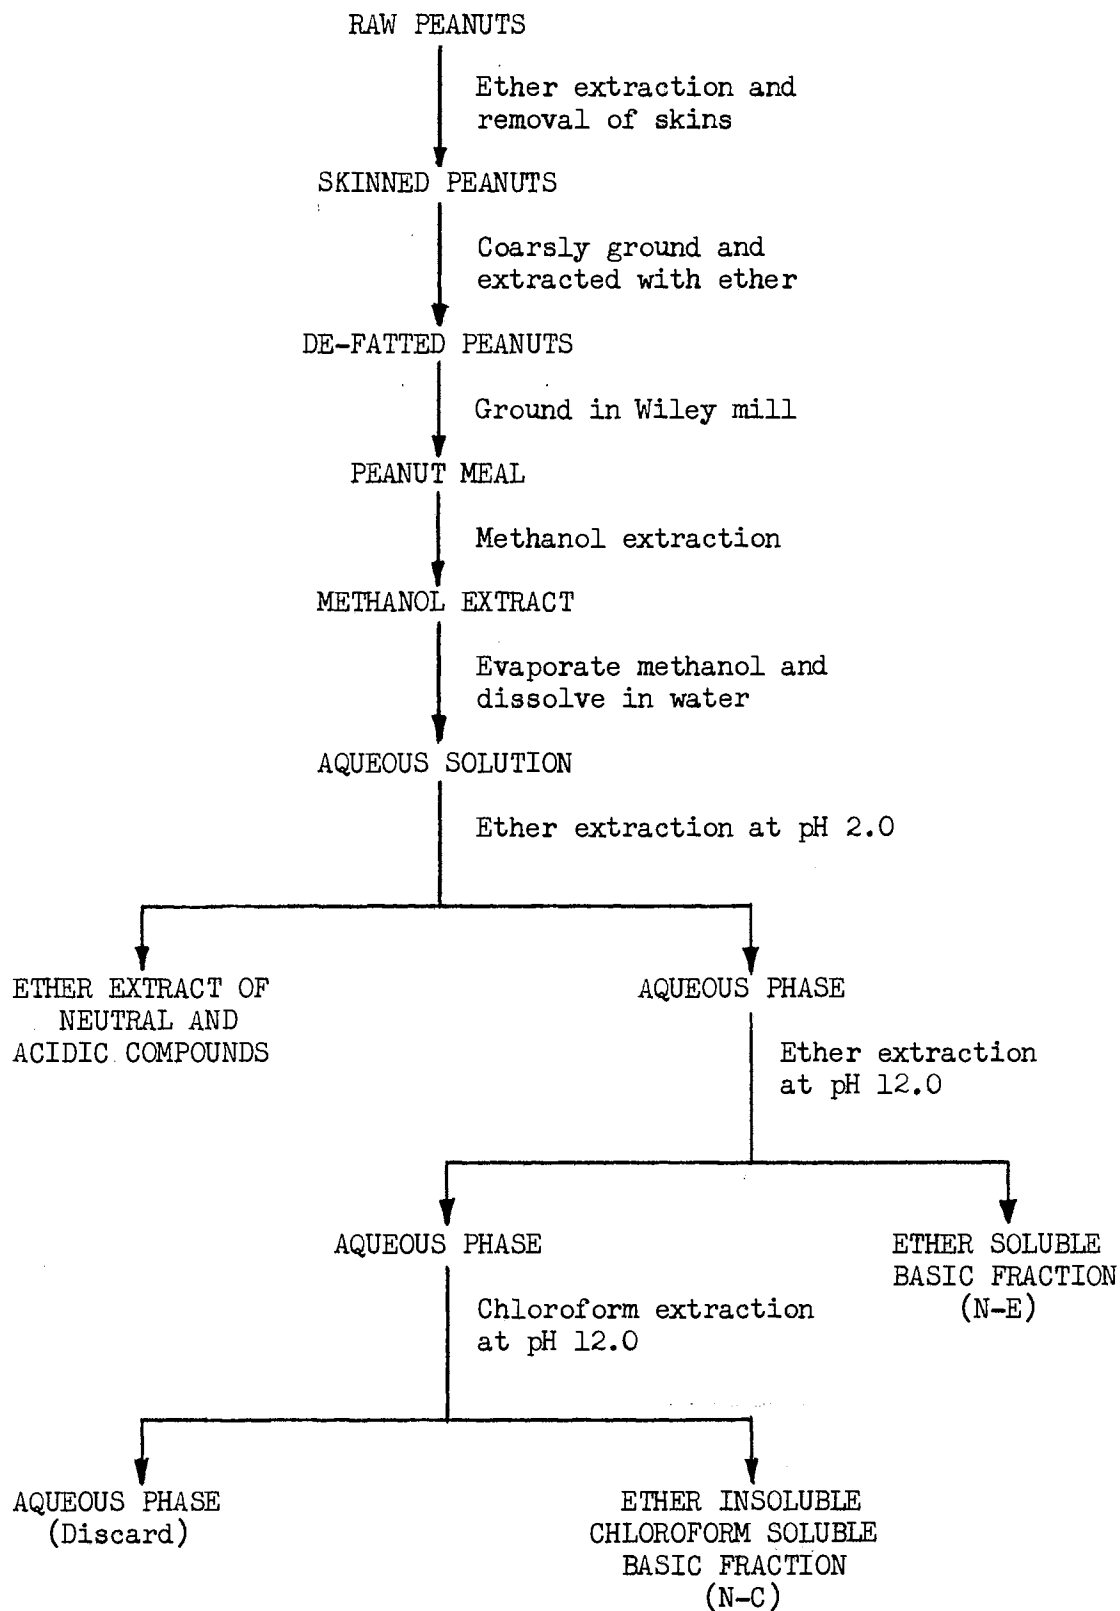 RAW PEANUTS
Ether extraction and
removal of skins
SKINNED PEANUTS
Coarsly ground and
extracted with ether
DE-FATTED PEANUTS
Ground in Wiley mill
PEANUT MEAL
Methanol extraction
METHANOL EXTRACT
Evaporate methanol and
dissolve in water
AQUEOUS SOLUTION
Ether extraction at pH 2.0
ETHER EXTRACT OF
NEUTRAL AND
ACIDIC COMPOUNDS
AQUEOUS PHASE
Ether extraction
at pH 12.0
AQUEOUS PHASE
ETHER SOLUBLE
BASIC FRACTION
(N-E)
Chloroform extraction
at pH 12.0
AQUEOUS PHASE
(Discard)
ETHER INSOLUBLE
CHLOROFORM SOLUBLE
BASIC FRACTION
(N-C)